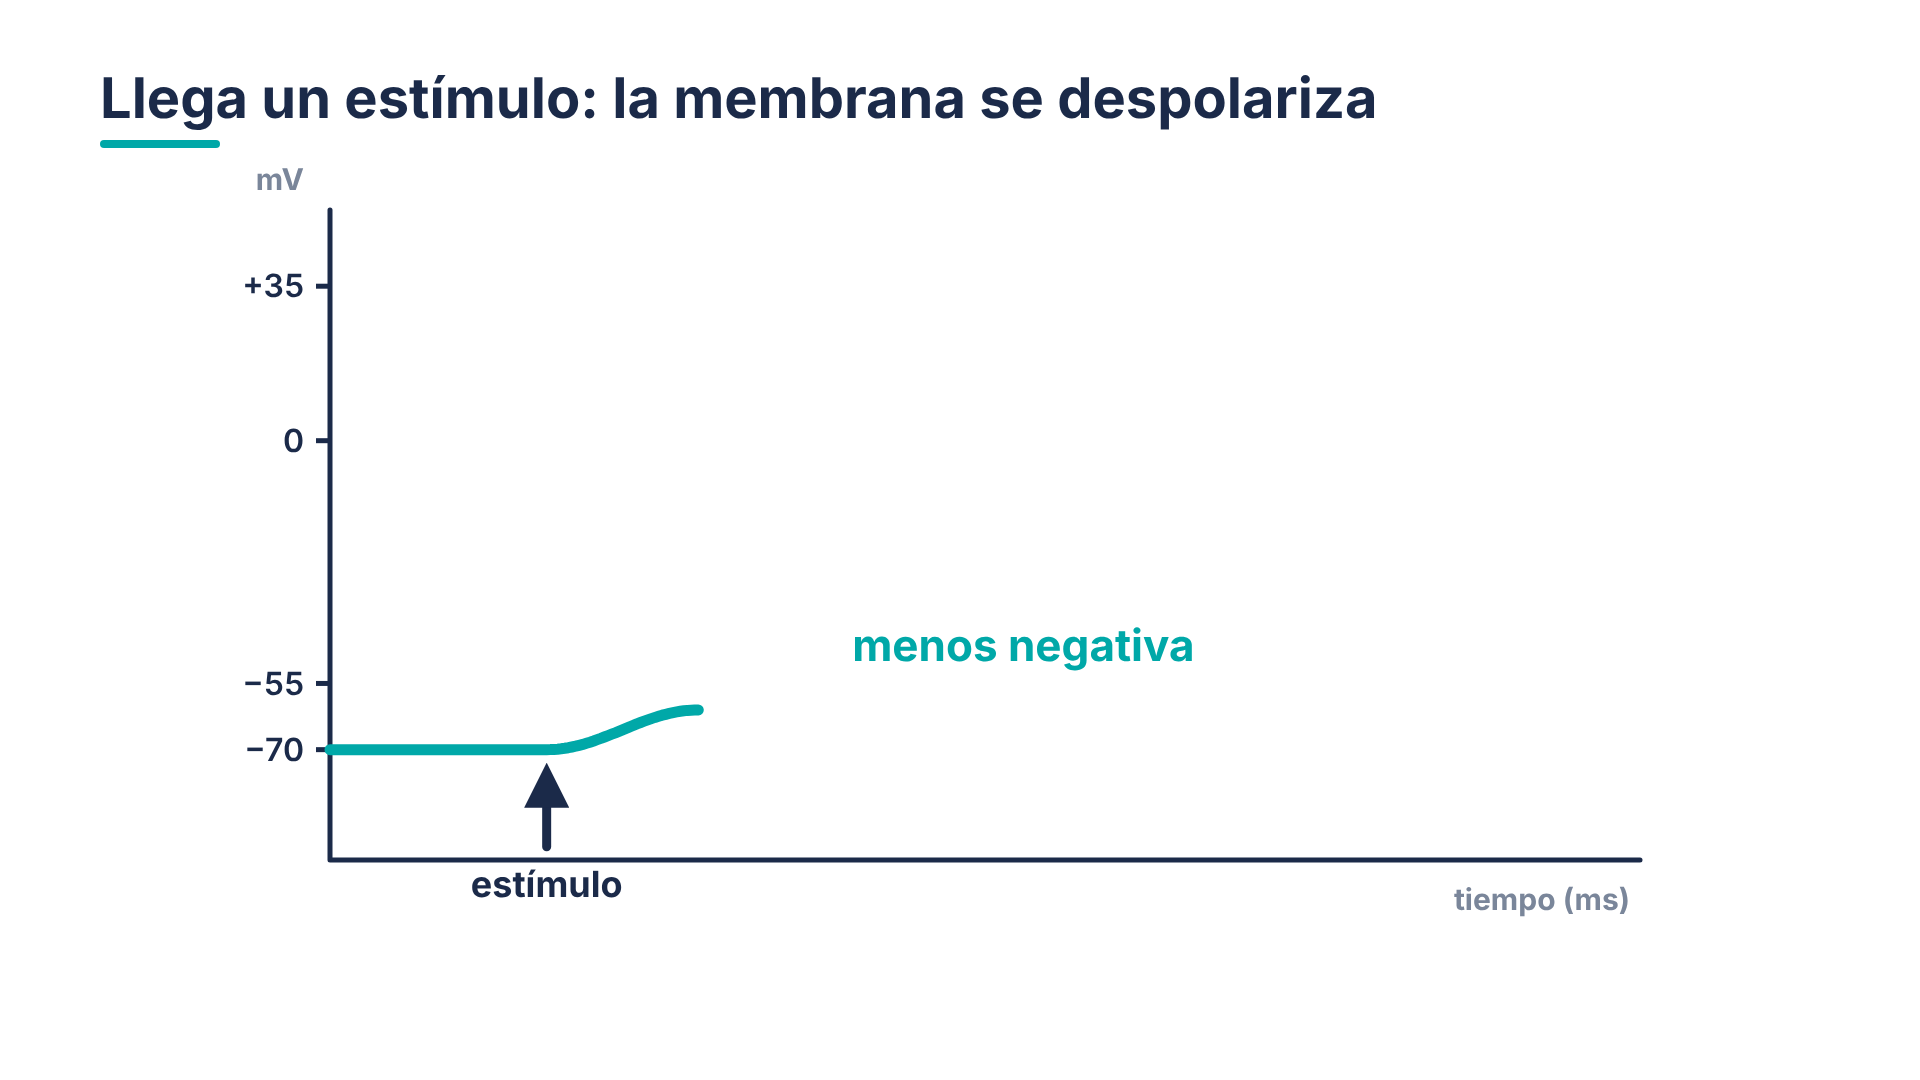 Llega un estímulo: la membrana se despolariza
mV
+35
0
menos negativa
−55
−70
estímulo
tiempo (ms)